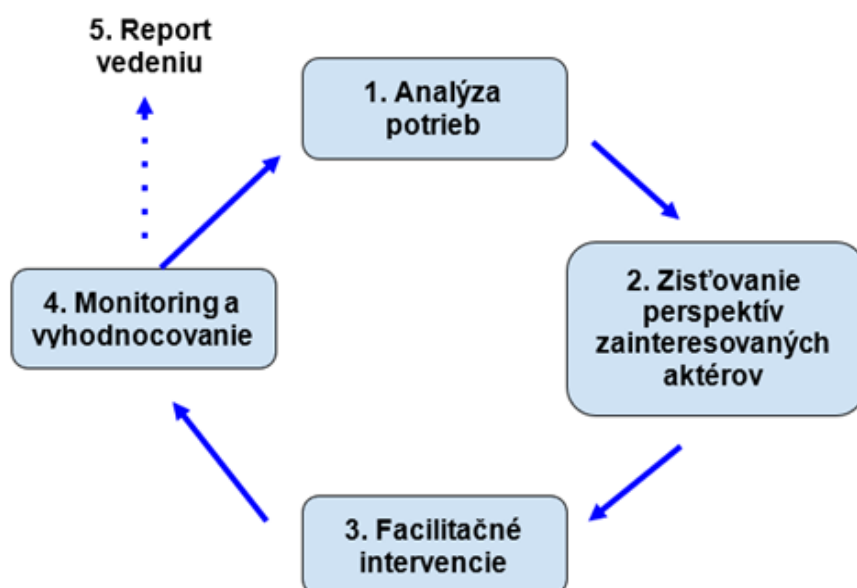 5. Report
vedeniu
1. Analýza
potrieb
2. Zisťovanie
perspektív
zainteresovaných
aktérov
3. Facilitačné
intervencie
4. Monitoring a
vyhodnocovanie